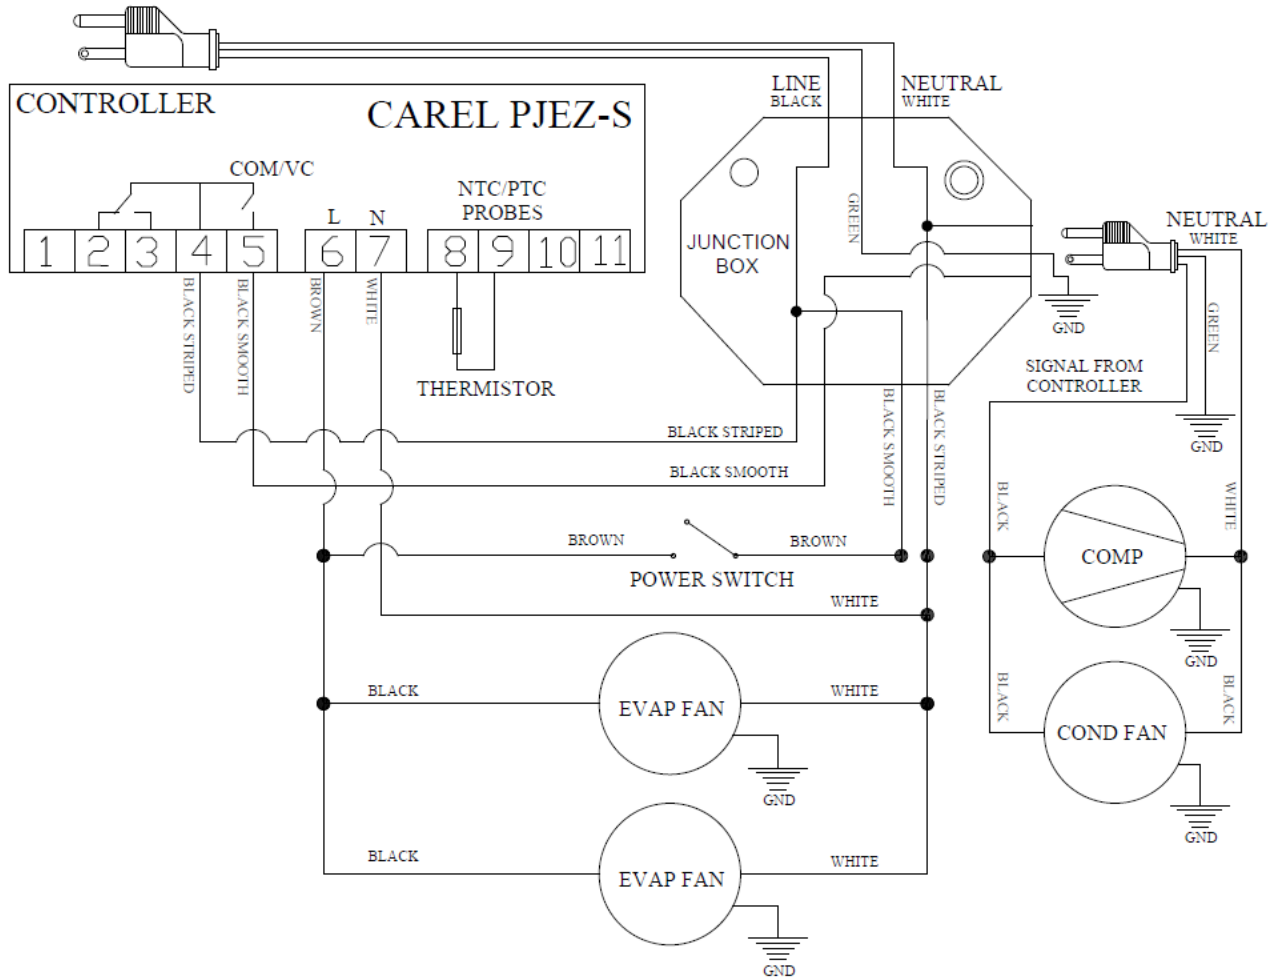 LINE
BLACK
NEUTRAL
WHITE
CONTROLLER
CAREL PJEZ-S
COM/VC
NTC/PTC
PROBES
L
N
1
2
3
4
5
6
7
8
9
10
11
GREEN
JUNCTION
BOX
NEUTRAL
WHITE
GND
GREEN
BLACK STRIPED
BLACK SMOOTH
BROWN
WHITE
THERMISTOR
SIGNAL FROM
CONTROLLER
GND
BLACK STRIPED
BLACK SMOOTH
BLACK SMOOTH
BLACK STRIPED
BLACK
WHITE
BROWN
BROWN
POWER SWITCH
COMP
WHITE
GND
BLACK
EVAP FAN
WHITE
BLACK
BLACK
COND FAN
GND
GND
BLACK
EVAP FAN
WHITE
GND